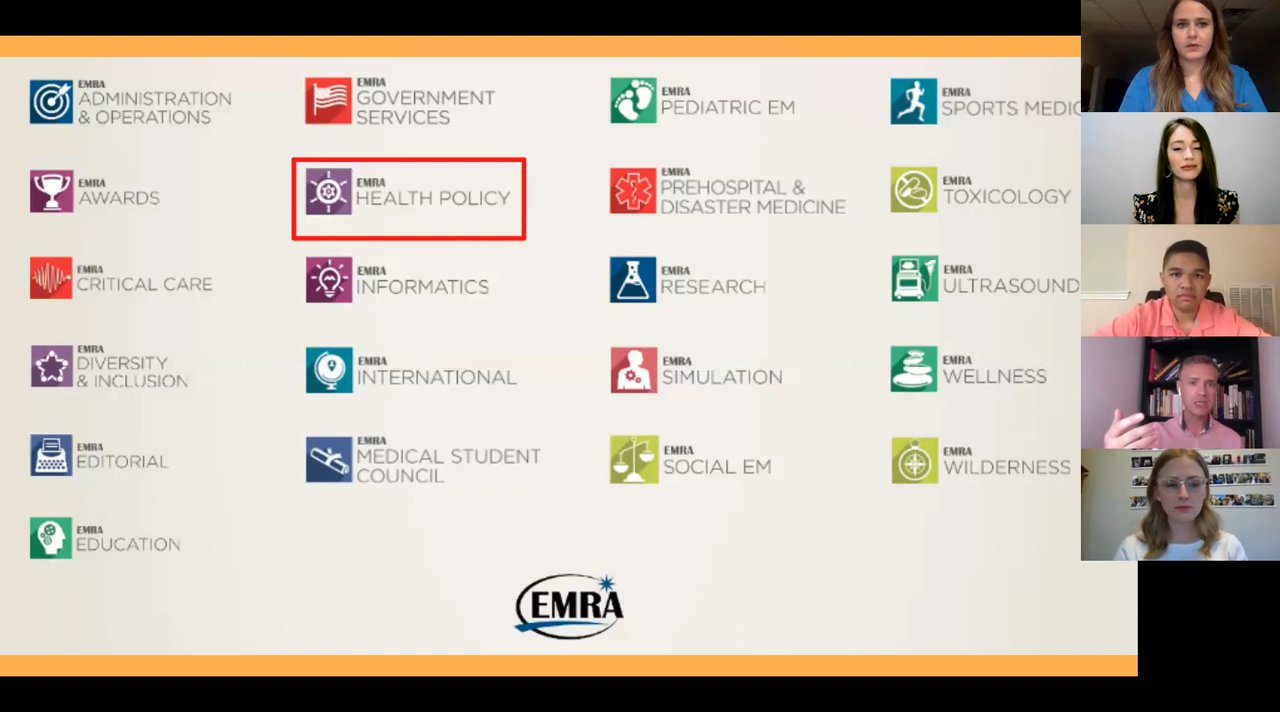 EMRA
ADMINISTRATION
& OPERATIONS
EMRA
AWARDS
EMRA
CRITICAL CARE
EMRA
DIVERSITY
& INCLUSION
EMRA
EDITORIAL
EMRA
EDUCATION
EMRA
GOVERNMENT
SERVICES
EMRA
HEALTH POLICY
EMRA
INFORMATICS
EMRA
INTERNATIONAL
EMRA
MEDICAL STUDENT
COUNCIL
EMRA
PEDIATRIC EM
EMRA
PREHOSPITAL &
DISASTER MEDICINE
EMRA
RESEARCH
EMRA
SIMULATION
EMRA
SOCIAL EM
EMRA
SPORTS MEDIC
EMRA
TOXICOLOGY
EMRA
ULTRASOUND
EMRA
WELLNESS
EMRA
WILDERNESS
EMRA